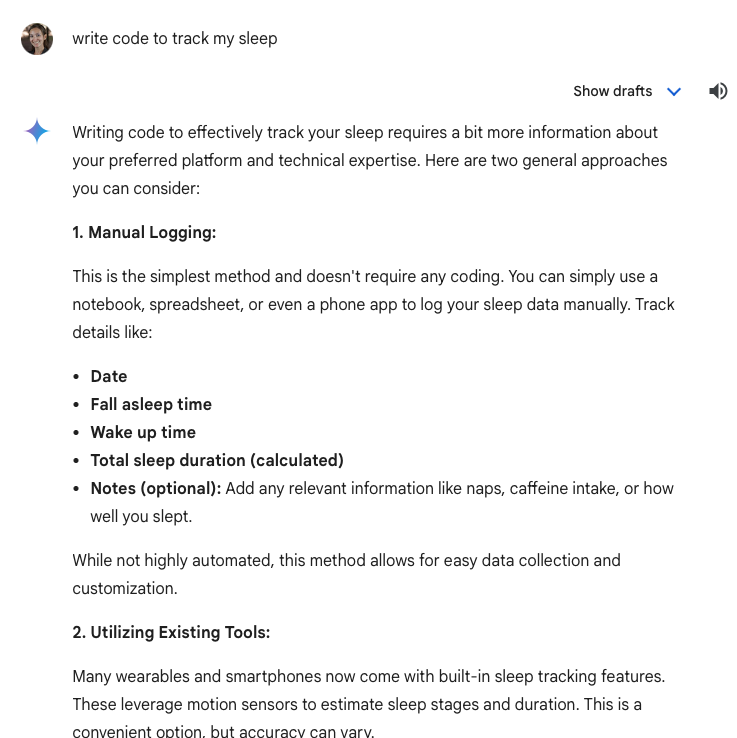 write code to track my sleep
Show drafts
Writing code to effectively track your sleep requires a bit more information about
your preferred platform and technical expertise. Here are two general approaches
you can consider:
1. Manual Logging:
This is the simplest method and doesn't require any coding. You can simply use a
notebook, spreadsheet, or even a phone app to log your sleep data manually. Track
details like:
• Date
• Fall asleep time
• Wake up time
• Total sleep duration (calculated)
• Notes (optional): Add any relevant information like naps, caffeine intake, or how
well you slept.
While not highly automated, this method allows for easy data collection and
customization.
2. Utilizing Existing Tools:
Many wearables and smartphones now come with built-in sleep tracking features.
These leverage motion sensors to estimate sleep stages and duration. This is a
convenient option, but accuracy can vary.